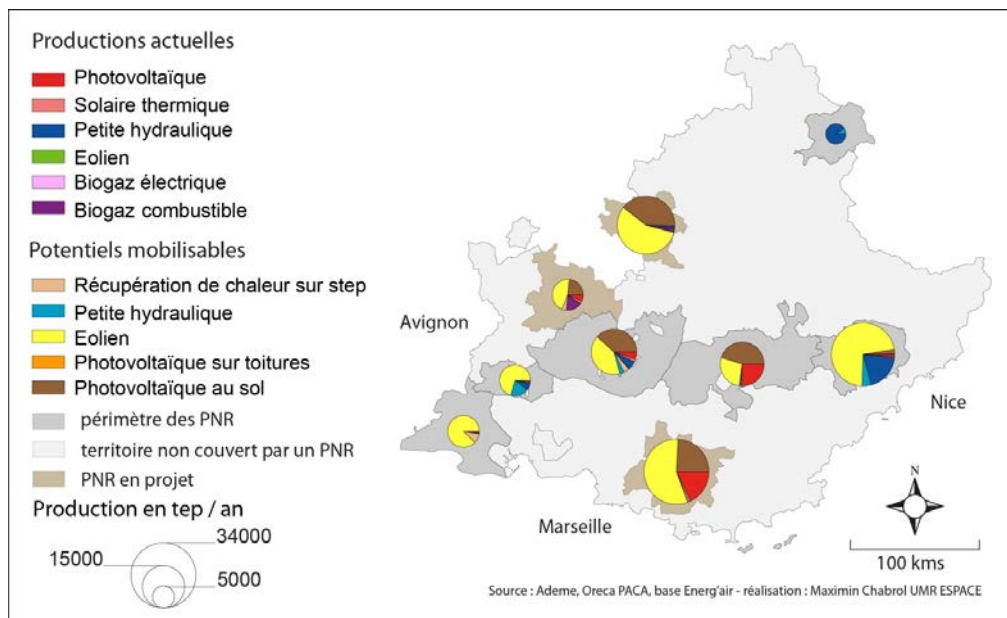 Productions actuelles
Photovoltaïque
Solaire thermique
Petite hydraulique
Eolien
Biogaz électrique
Biogaz combustible
Potentiels mobilisables
Récupération de chaleur sur step
Petite hydraulique
Eolien
Photovoltaïque sur toitures
Photovoltaïque au sol
périmètre des PNR
territoire non couvert par un PNR
PNR en projet
Production en tep / an
34000
15000
5000
Avignon
Nice
Marseille
N
100 kms
Source : Ademe, Oreca PACA, base Energ'air - réalisation : Maximin Chabrol UMR ESPACE